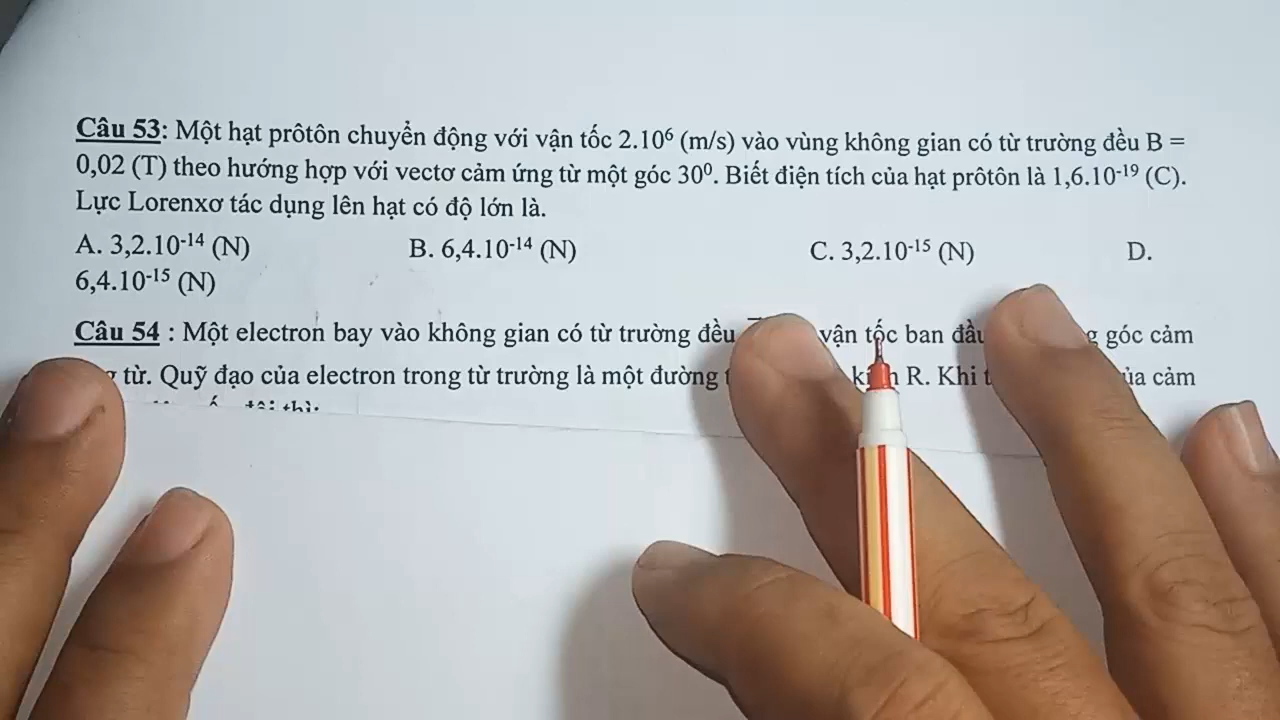 Câu 53: Một hạt prôtôn chuyển động với vận tốc 2.10⁶ (m/s) vào vùng không gian có từ trường đều B =
0,02 (T) theo hướng hợp với vectơ cảm ứng từ một góc 30⁰. Biết điện tích của hạt prôtôn là 1,6.10⁻¹⁹ (C).
Lực Lorenxơ tác dụng lên hạt có độ lớn là.
A. 3,2.10⁻¹⁴ (N) B. 6,4.10⁻¹⁴ (N) C. 3,2.10⁻¹⁵ (N) D.
6,4.10⁻¹⁵ (N)
Câu 54 : Một electron bay vào không gian có từ trường đều vận tốc ban đầu góc cảm
từ. Quỹ đạo của electron trong từ trường là một đường R. Khi cảm